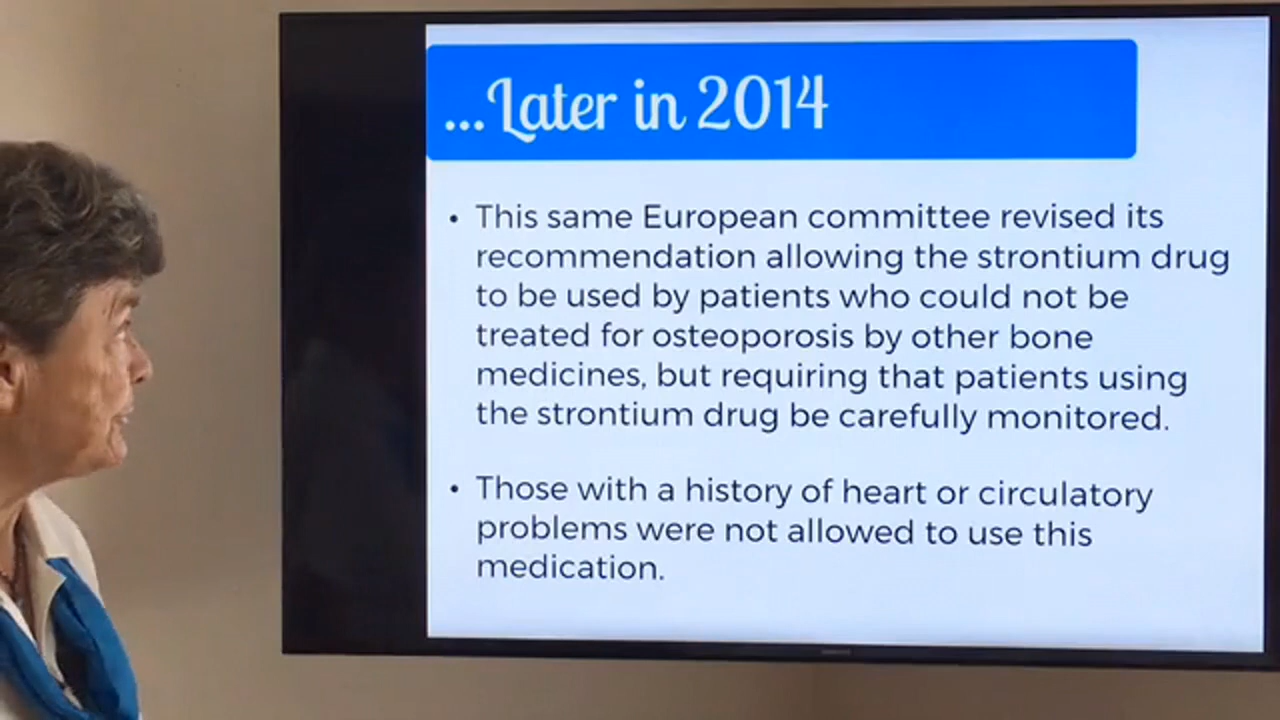 ...Later in 2014
• This same European committee revised its
recommendation allowing the strontium drug
to be used by patients who could not be
treated for osteoporosis by other bone
medicines, but requiring that patients using
the strontium drug be carefully monitored.
• Those with a history of heart or circulatory
problems were not allowed to use this
medication.